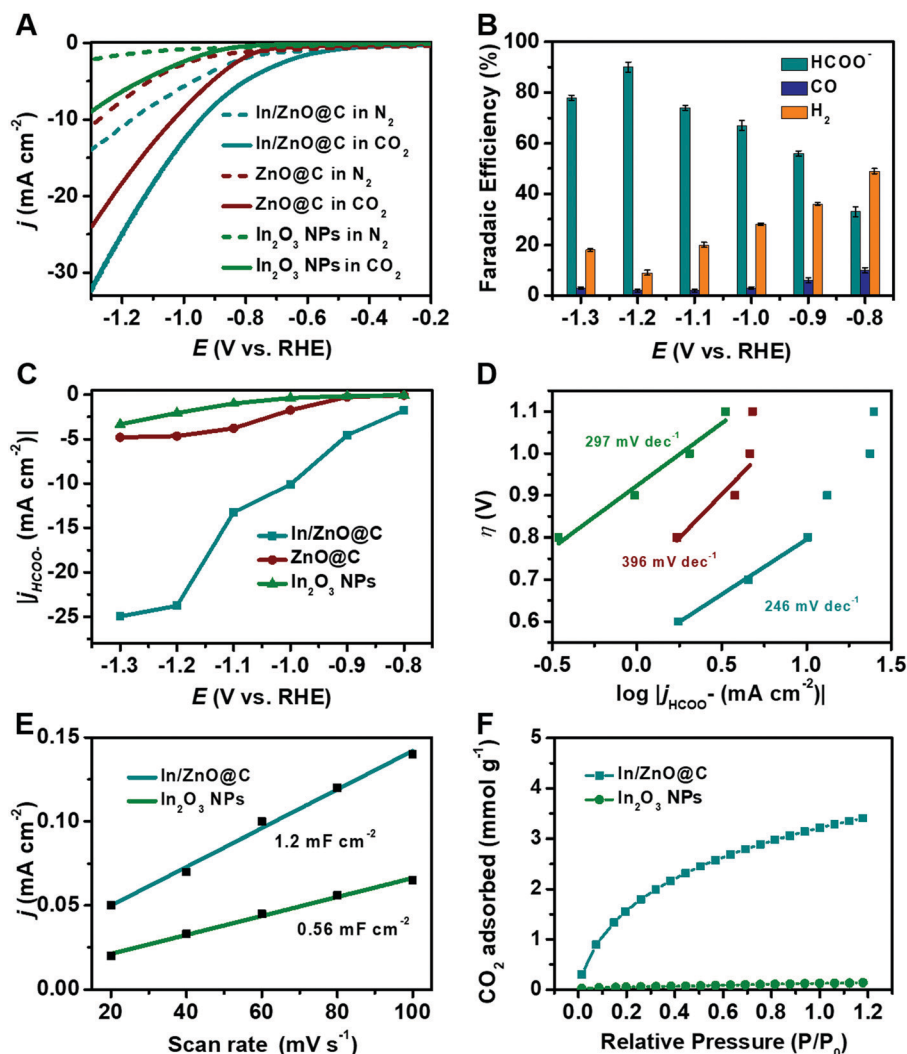 A
0
-10
-20
-30
j (mA cm⁻²)
In/ZnO@C in N₂
In/ZnO@C in CO₂
ZnO@C in N₂
ZnO@C in CO₂
In₂O₃ NPs in N₂
In₂O₃ NPs in CO₂
-1.2 -1.0 -0.8 -0.6 -0.4 -0.2
E (V vs. RHE)
B
100
80
60
40
20
0
Faradaic Efficiency (%)
HCOO⁻
CO
H₂
-1.3 -1.2 -1.1 -1.0 -0.9 -0.8
E (V vs. RHE)
C
0
-5
-10
-15
-20
-25
|j_HCOO- (mA cm⁻²)|
In/ZnO@C
ZnO@C
In₂O₃ NPs
-1.3 -1.2 -1.1 -1.0 -0.9 -0.8
E (V vs. RHE)
D
1.1
1.0
0.9
0.8
0.7
0.6
η (V)
297 mV dec⁻¹
396 mV dec⁻¹
246 mV dec⁻¹
-0.5 0.0 0.5 1.0 1.5
log |j_HCOO- (mA cm⁻²)|
E
0.15
0.10
0.05
0.00
j (mA cm⁻²)
In/ZnO@C
In₂O₃ NPs
1.2 mF cm⁻²
0.56 mF cm⁻²
20 40 60 80 100
Scan rate (mV s⁻¹)
F
5
4
3
2
1
0
CO₂ adsorbed (mmol g⁻¹)
In/ZnO@C
In₂O₃ NPs
0.0 0.2 0.4 0.6 0.8 1.0 1.2
Relative Pressure (P/P₀)